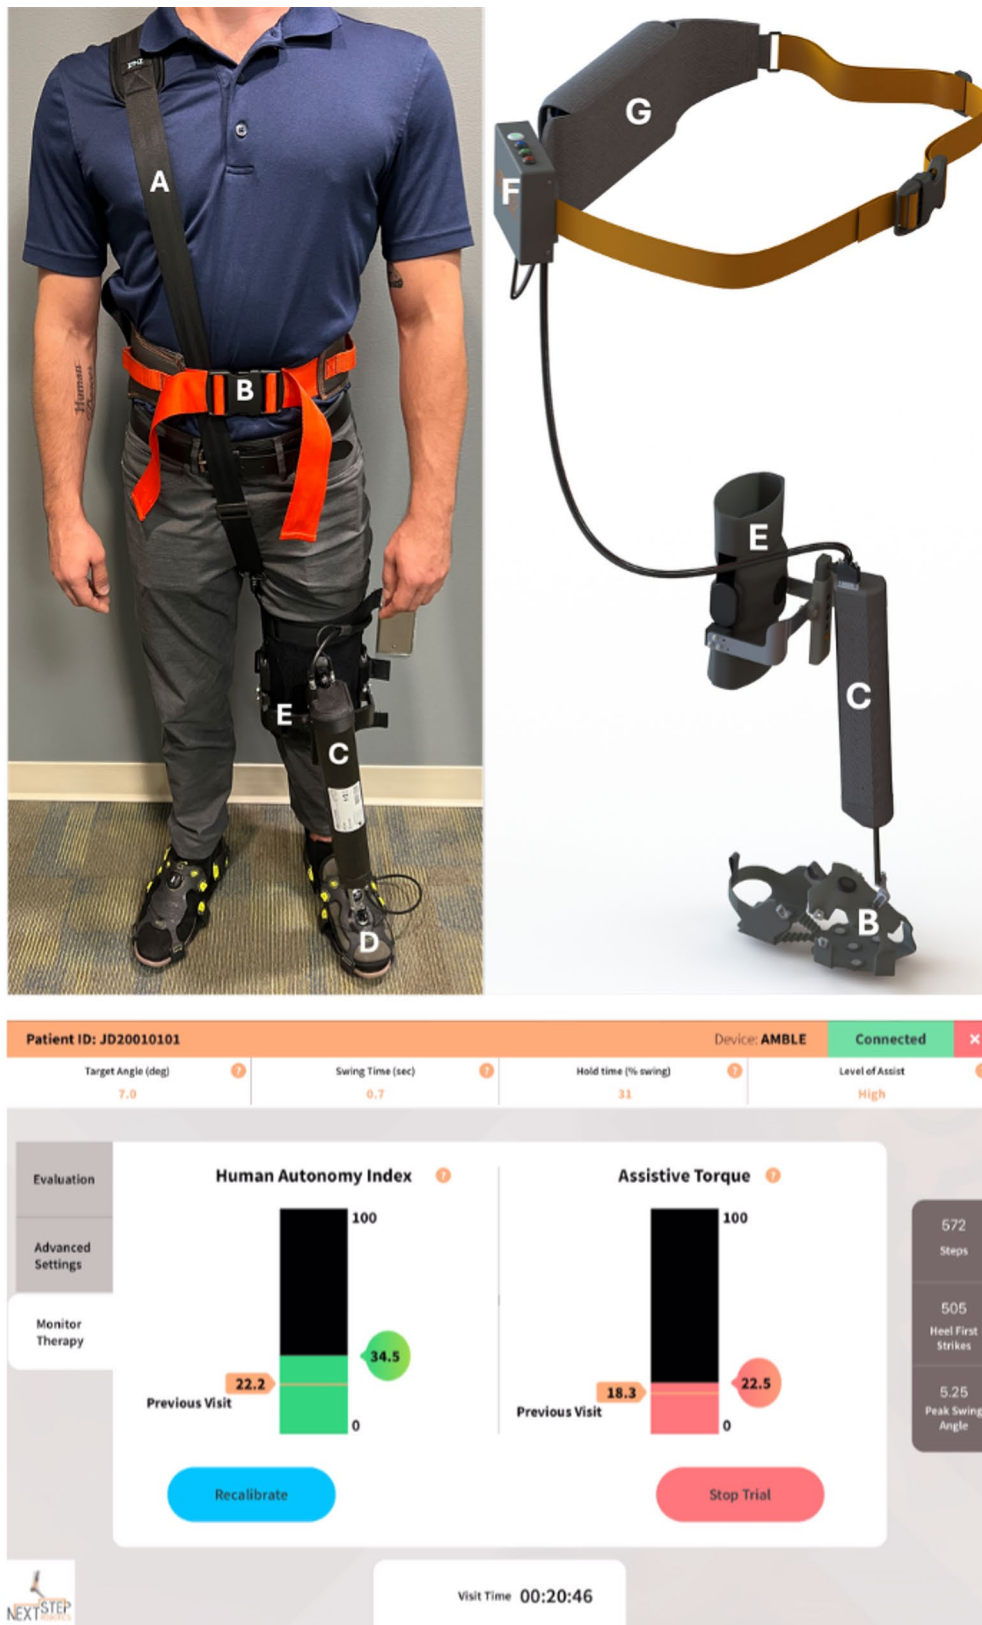 A
B
E
C
D
Human
G
F
E
C
B
Patient ID: JD20010101
Device: AMBLE
Connected
×
Target Angle (deg) ?
7.0
Swing Time (sec) ?
0.7
Hold time (% swing) ?
31
Level of Assist ?
High
Evaluation
Advanced
Settings
Monitor
Therapy
Human Autonomy Index ?
100
34.5
22.2
Previous Visit
0
Recalibrate
Assistive Torque ?
100
22.5
18.3
Previous Visit
0
Stop Trial
572
Steps
505
Heel First
Strikes
5.25
Peak Swing
Angle
Visit Time 00:20:46
NEXTSTEP
ROBOTICS